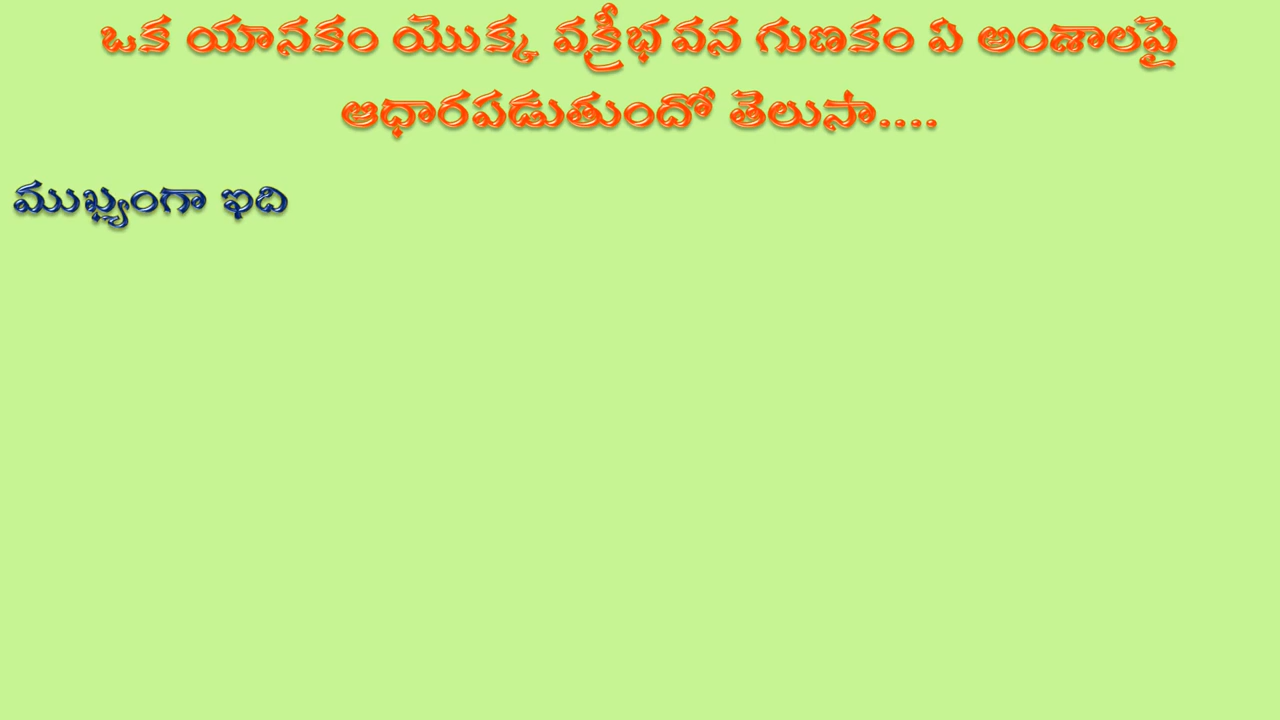 ఒక యానకం యొక్క వక్రీభవన గుణకం ఏ అంశాలపై
ఆధారపడుతుందో తెలుసా....
ముఖ్యంగా ఇది